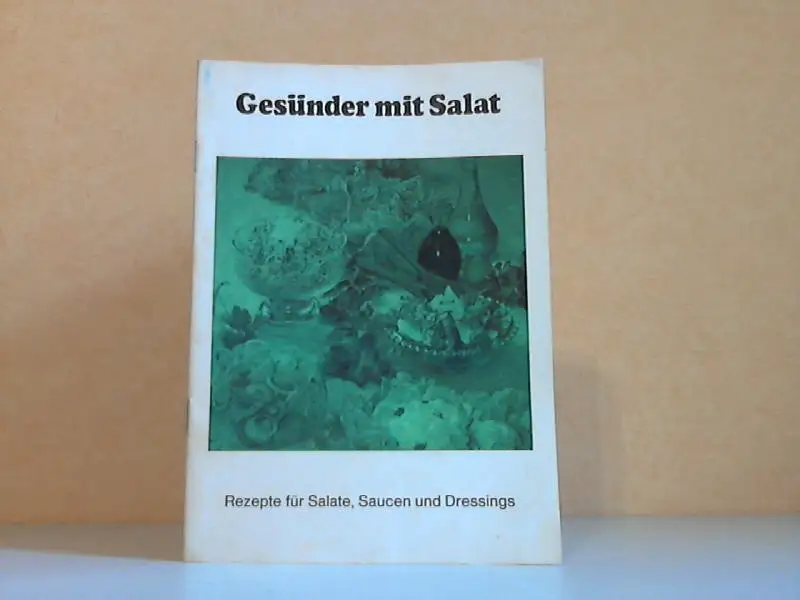 Gesünder mit Salat
Rezepte für Salate, Saucen und Dressings